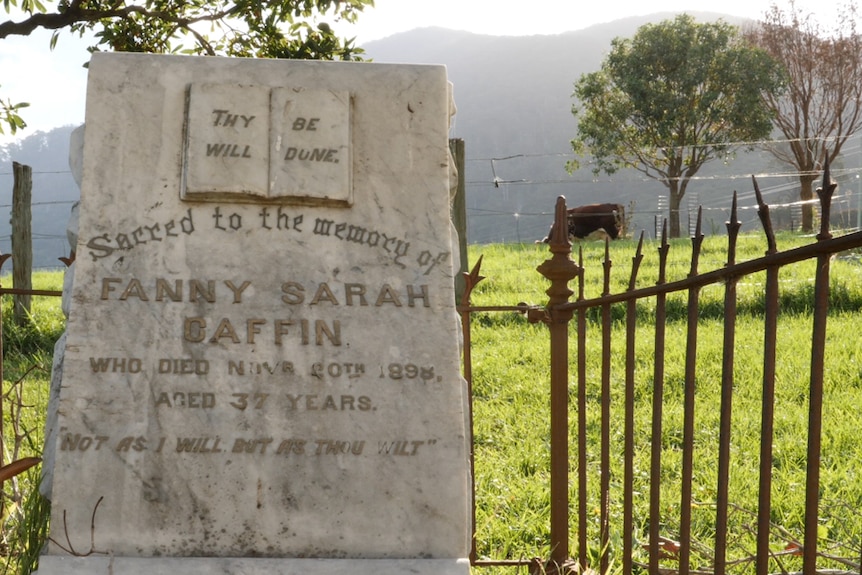 THY
WILL
BE
DONE.
Sacred to the memory of
FANNY SARAH
CAFFIN
WHO DIED NOVR 20TH 1898,
AGED 37 YEARS.
"NOT AS I WILL, BUT AS THOU WILT"